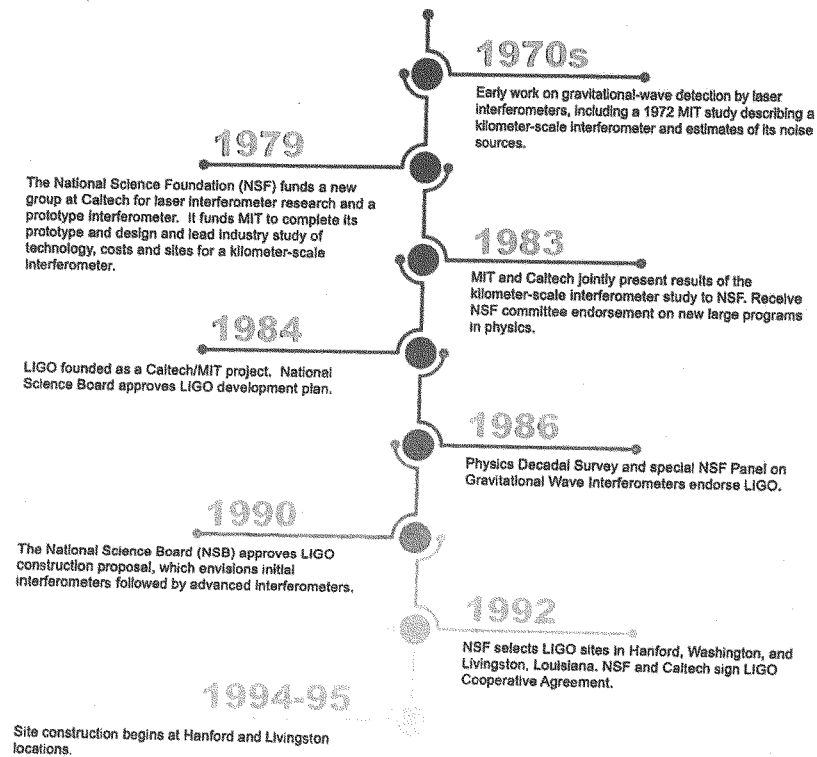 1970s
Early work on gravitational-wave detection by laser
interferometers, including a 1972 MIT study describing a
kilometer-scale interferometer and estimates of its noise
sources.
1979
The National Science Foundation (NSF) funds a new
group at Caltech for laser interferometer research and a
prototype interferometer. It funds MIT to complete its
prototype and design and lead industry study of
technology, costs and sites for a kilometer-scale
interferometer.
1983
MIT and Caltech jointly present results of the
kilometer-scale interferometer study to NSF. Receive
NSF committee endorsement on new large programs
in physics.
1984
LIGO founded as a Caltech/MIT project. National
Science Board approves LIGO development plan.
1986
Physics Decadal Survey and special NSF Panel on
Gravitational Wave Interferometers endorse LIGO.
1990
The National Science Board (NSB) approves LIGO
construction proposal, which envisions initial
interferometers followed by advanced interferometers.
1992
NSF selects LIGO sites in Hanford, Washington, and
Livingston, Louisiana. NSF and Caltech sign LIGO
Cooperative Agreement.
1994-95
Site construction begins at Hanford and Livingston
locations.